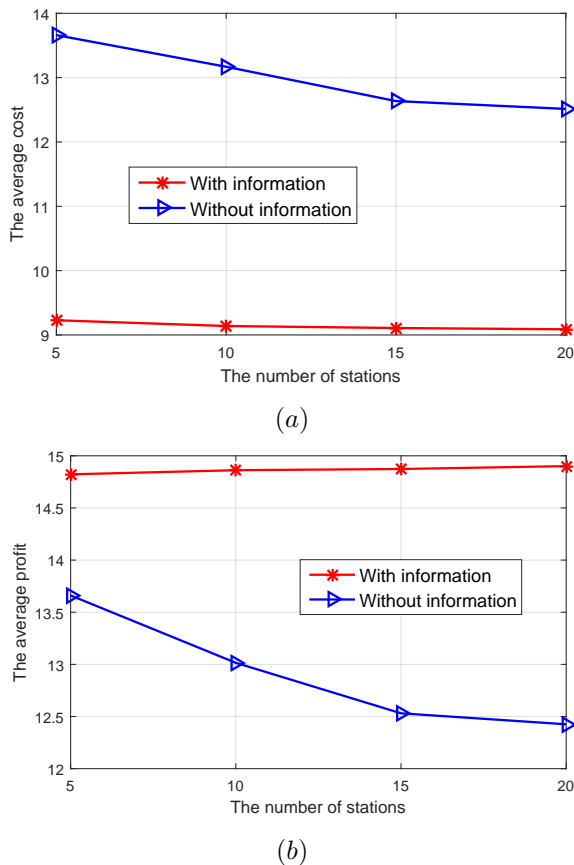 14
13
12
11
10
9
The average cost
With information
Without information
5 10 15 20
The number of stations
(a)
15
14.5
14
13.5
13
12.5
12
The average profit
With information
Without information
5 10 15 20
The number of stations
(b)